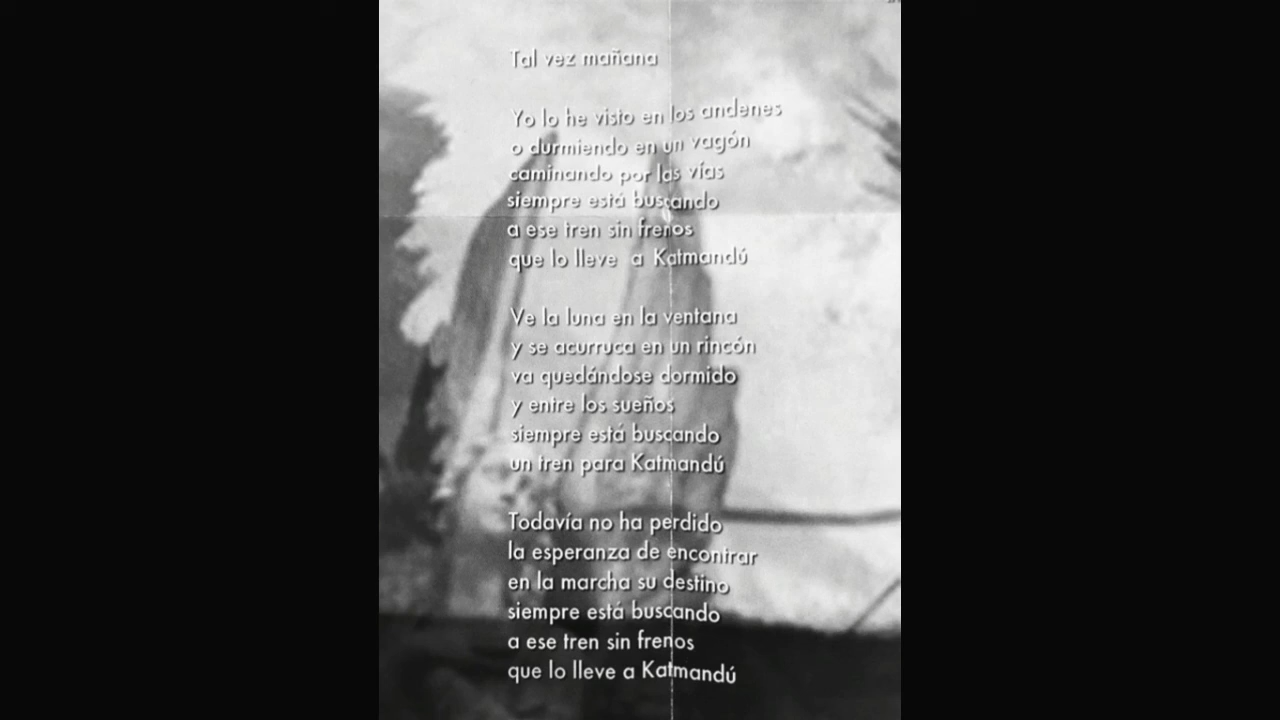 Tal vez mañana
Yo lo he visto en los andenes
o durmiendo en un vagón
caminando por las vías
siempre está buscando
a ese tren sin frenos
que lo lleve a Katmandú
Ve la luna en la ventana
y se acurruca en un rincón
va quedándose dormido
y entre los sueños
siempre está buscando
un tren para Katmandú
Todavía no ha perdido
la esperanza de encontrar
en la marcha su destino
siempre está buscando
a ese tren sin frenos
que lo lleve a Katmandú